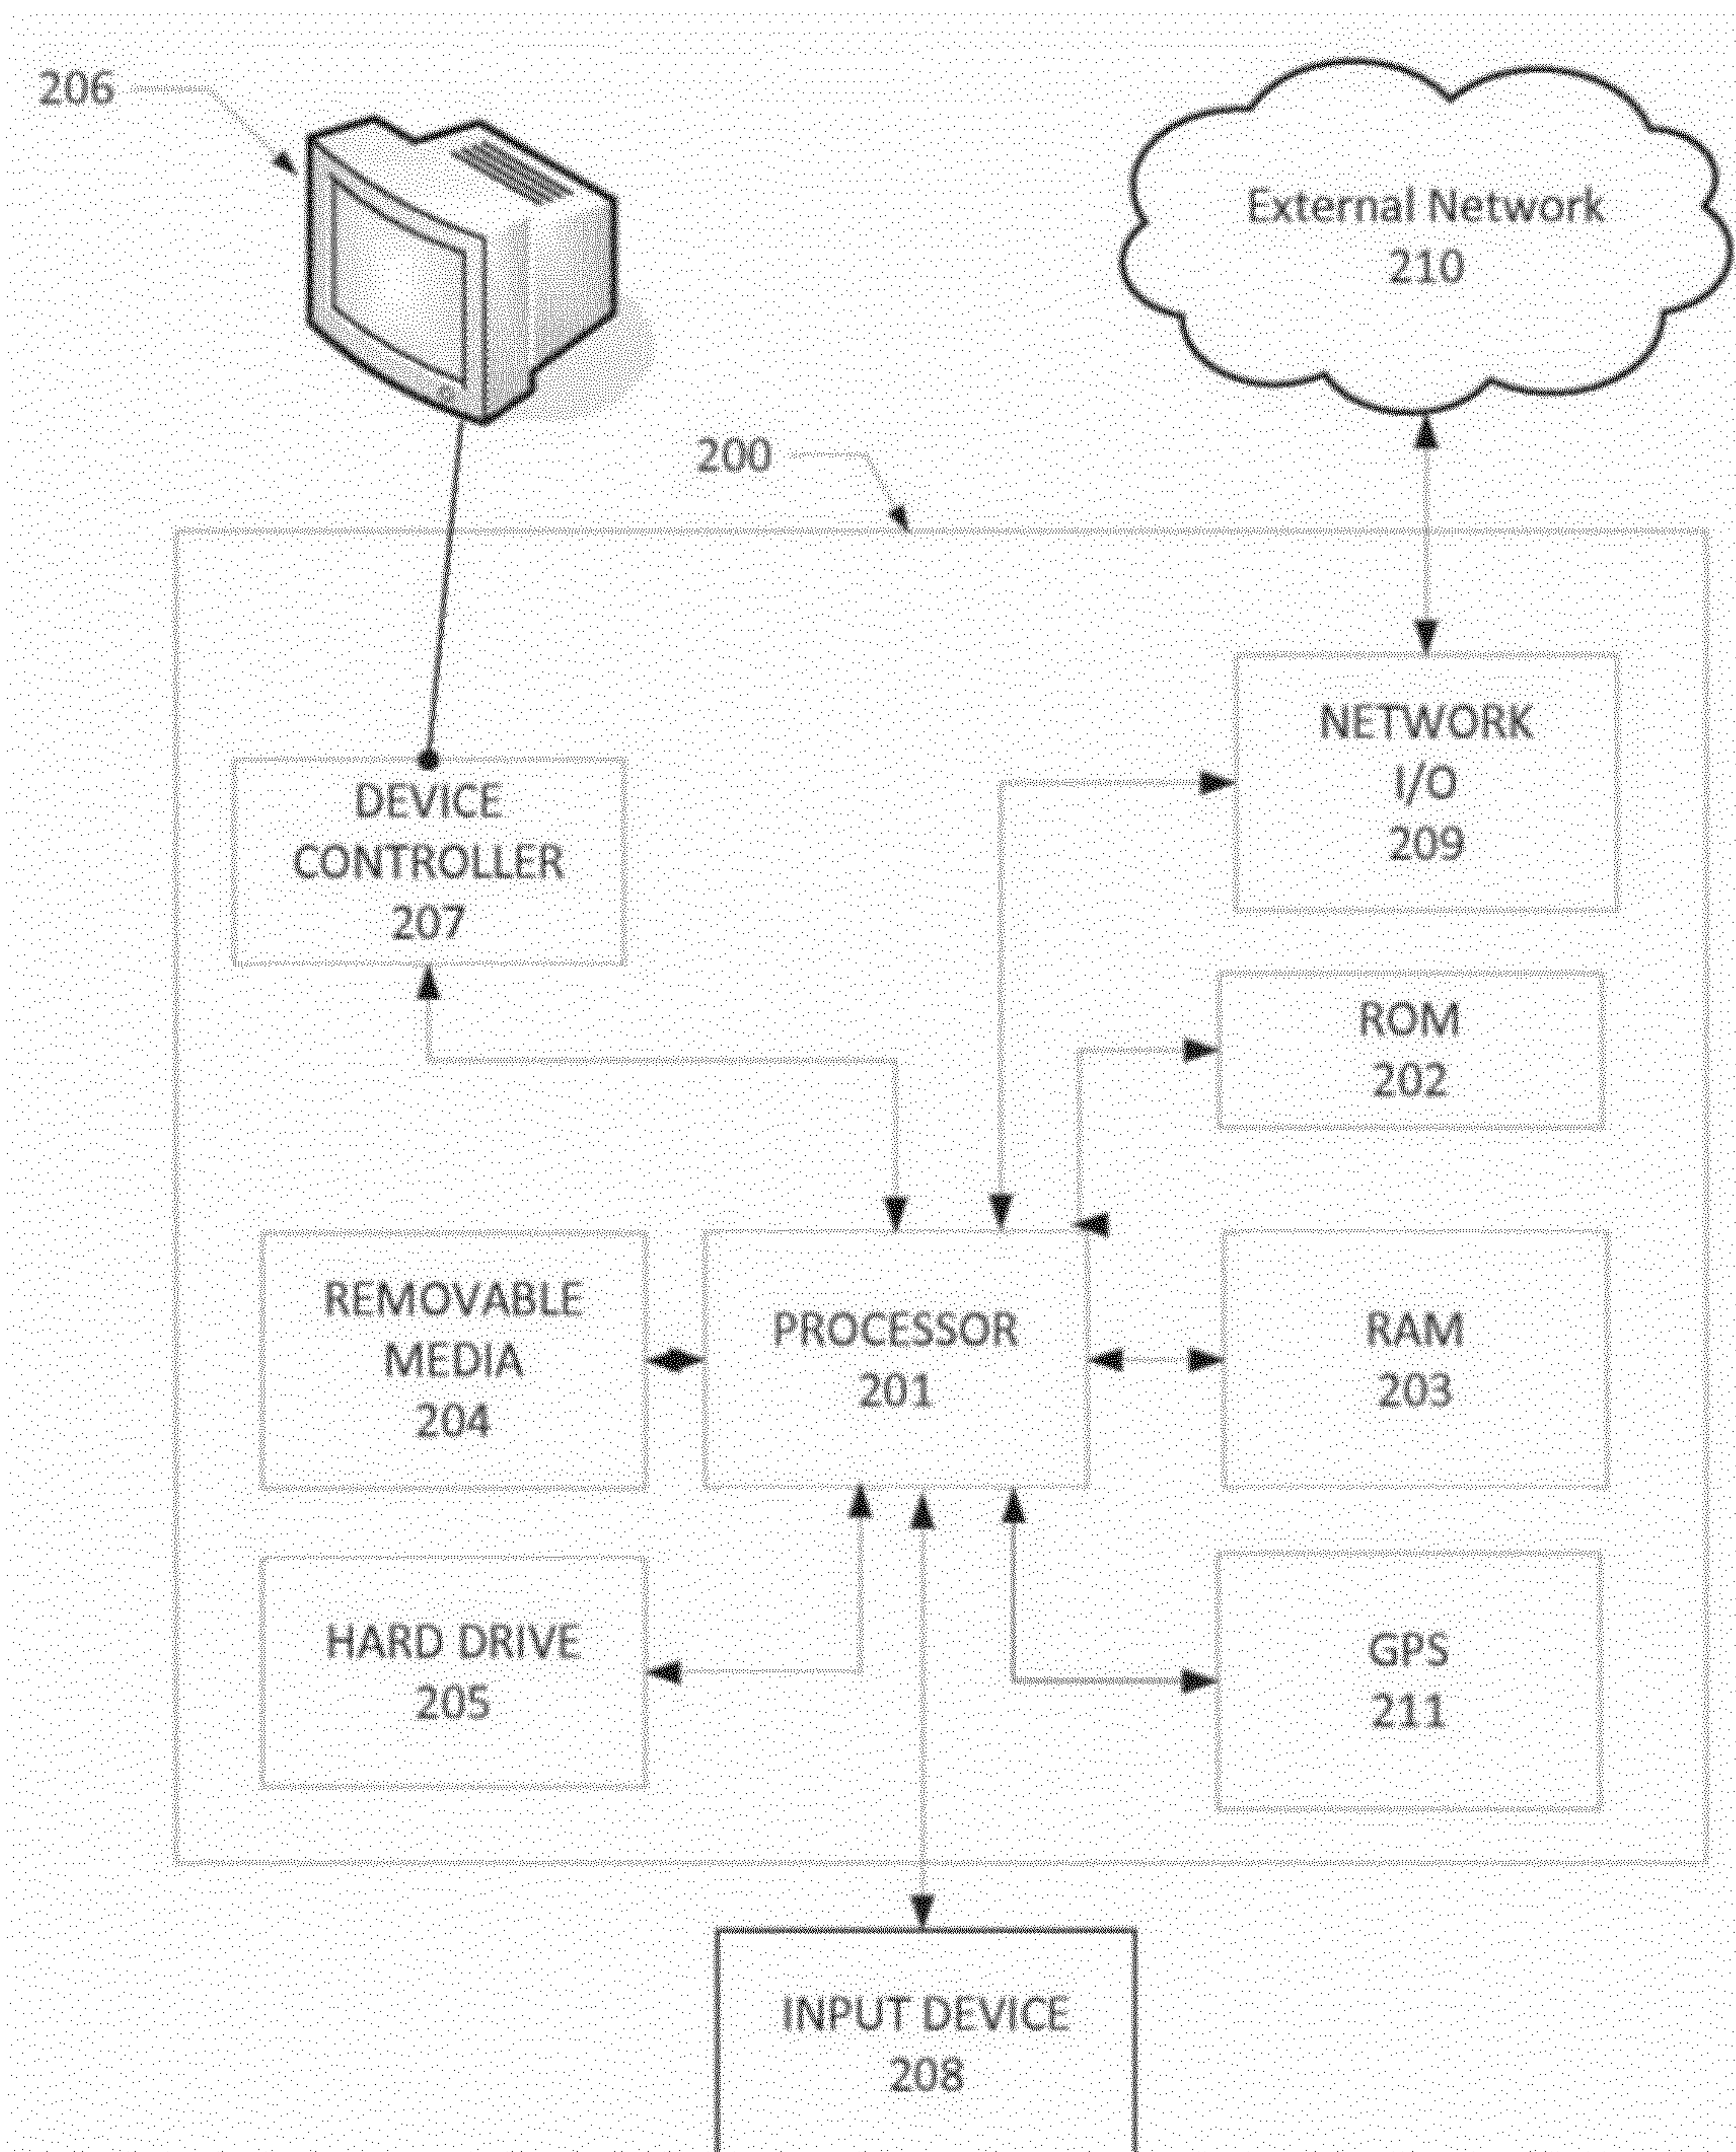 206
External Network
210
200
NETWORK
I/O
209
DEVICE
CONTROLLER
207
ROM
202
REMOVABLE
MEDIA
204
PROCESSOR
201
RAM
203
HARD DRIVE
205
GPS
211
INPUT DEVICE
208